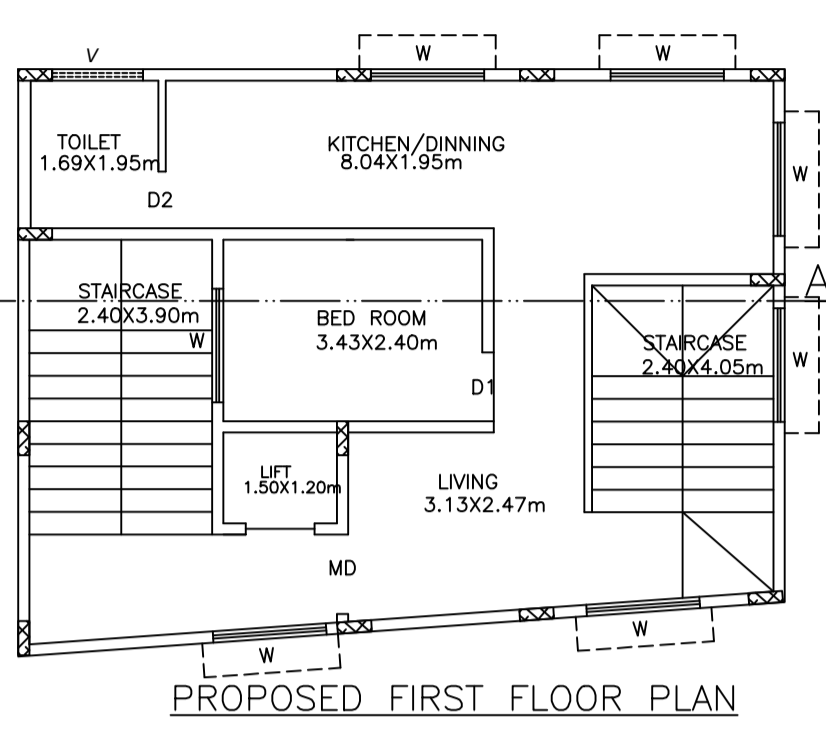 V
W
W
TOILET
1.69X1.95m
KITCHEN/DINNING
8.04X1.95m
W
D2
A
STAIRCASE
2.40X3.90m
W
BED ROOM
3.43X2.40m
STAIRCASE
2.40X4.05m
W
D1
LIFT
1.50X1.20m
LIVING
3.13X2.47m
MD
W
W
PROPOSED FIRST FLOOR PLAN